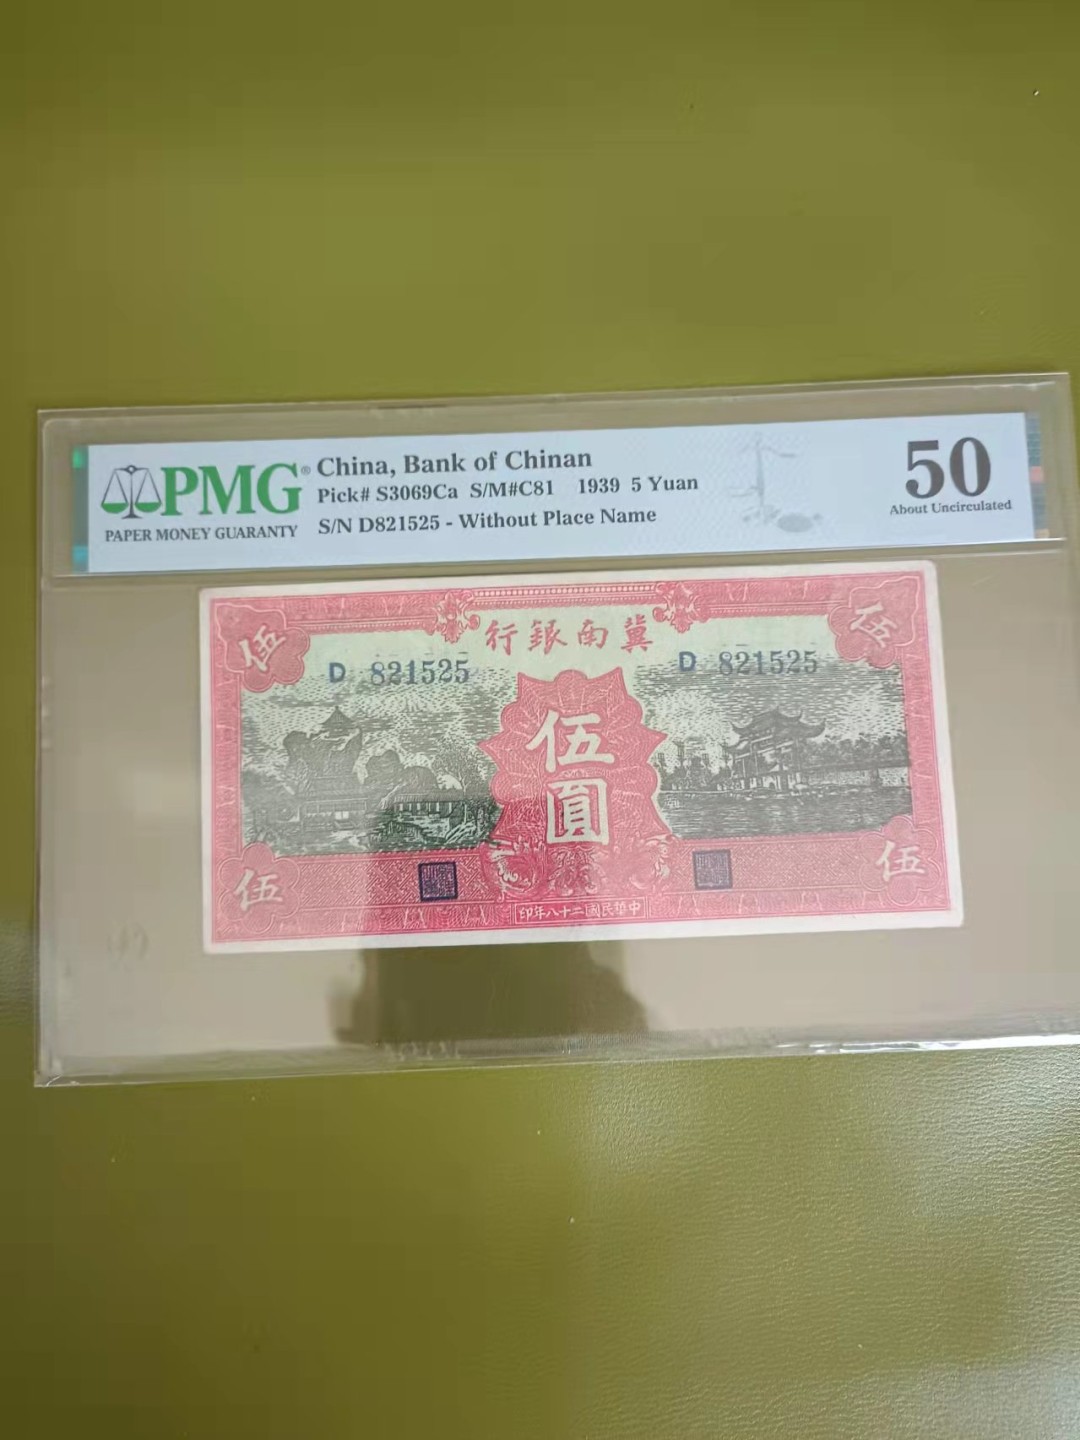 PMG®
PAPER MONEY GUARANTY
China, Bank of Chinan
Pick# S3069Ca S/M#C81 1939 5 Yuan
S/N D821525 - Without Place Name
50
About Uncirculated
行銀南冀
伍
伍
D 821525
D 821525
伍
圓
伍
伍
印年八十二國民華中